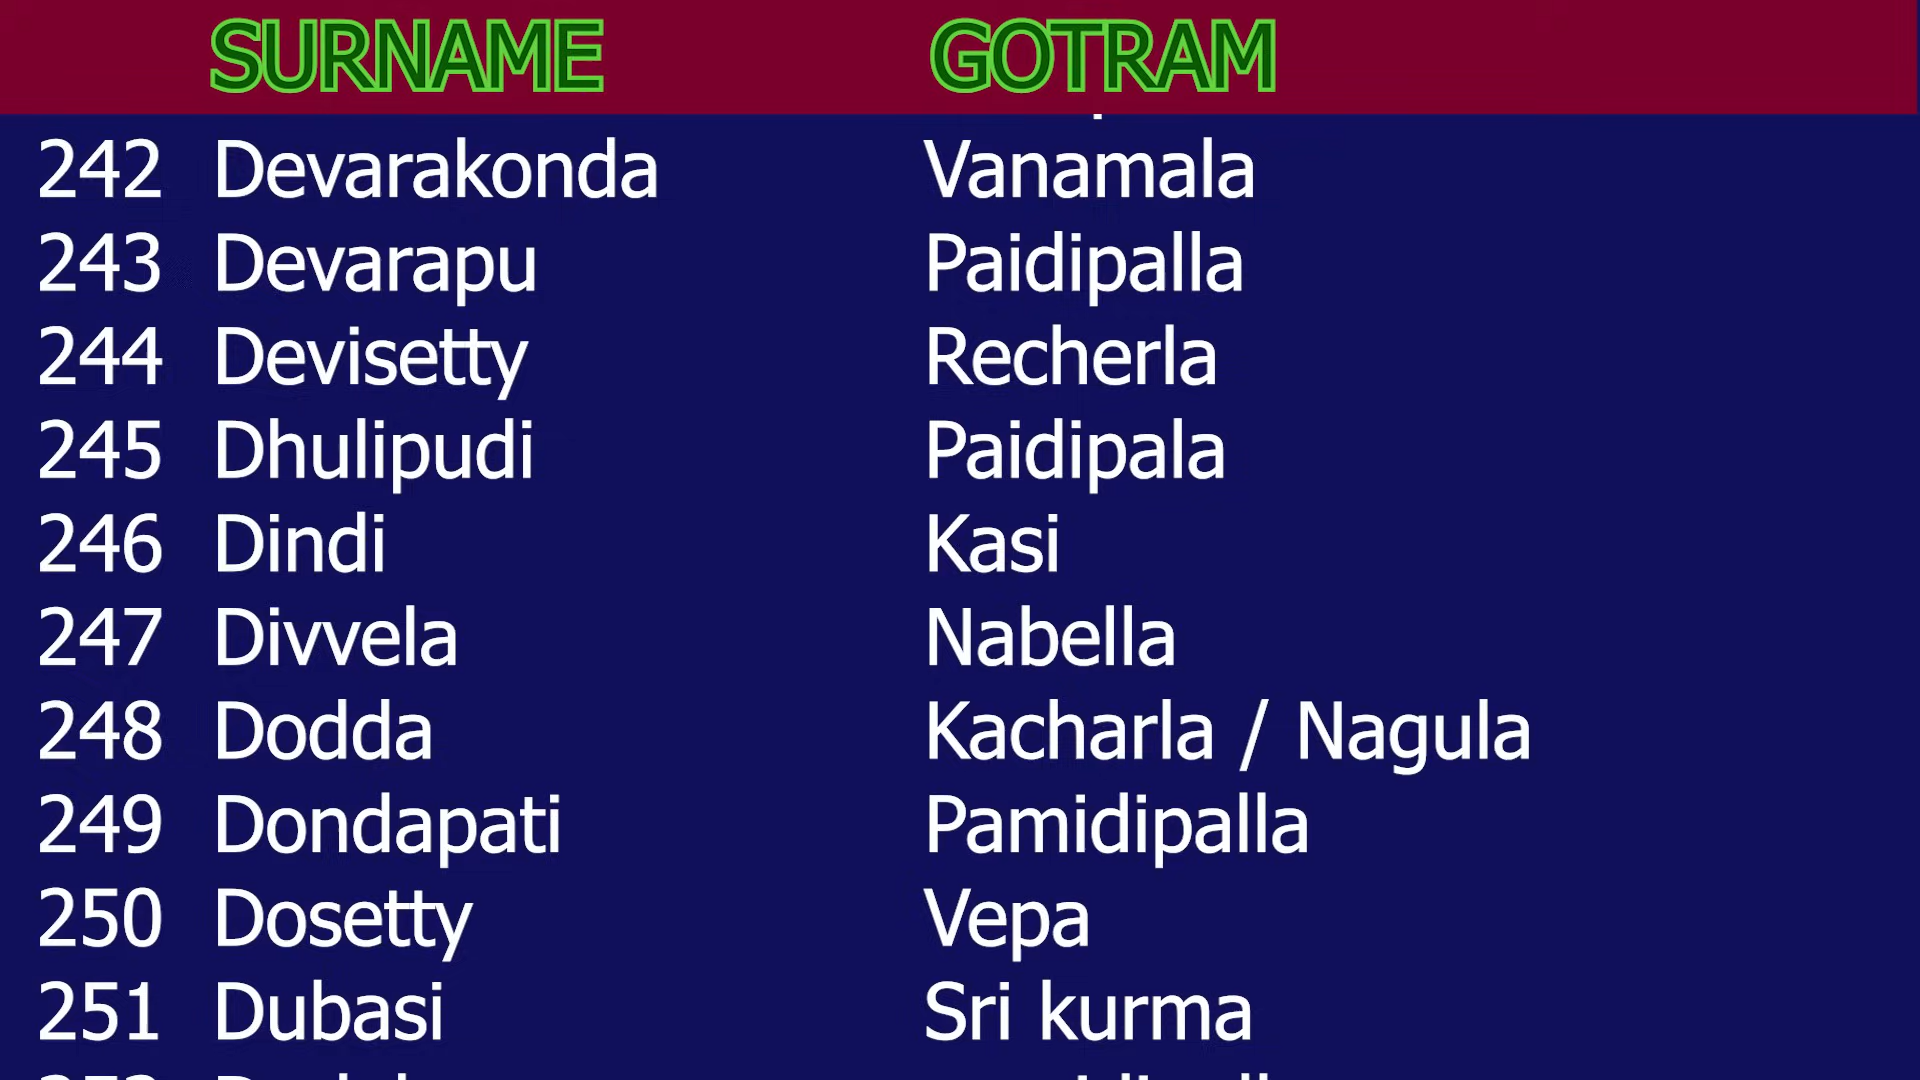 SURNAME GOTRAM
242 Devarakonda Vanamala
243 Devarapu Paidipalla
244 Devisetty Recherla
245 Dhulipudi Paidipala
246 Dindi Kasi
247 Divvela Nabella
248 Dodda Kacharla / Nagula
249 Dondapati Pamidipalla
250 Dosetty Vepa
251 Dubasi Sri kurma